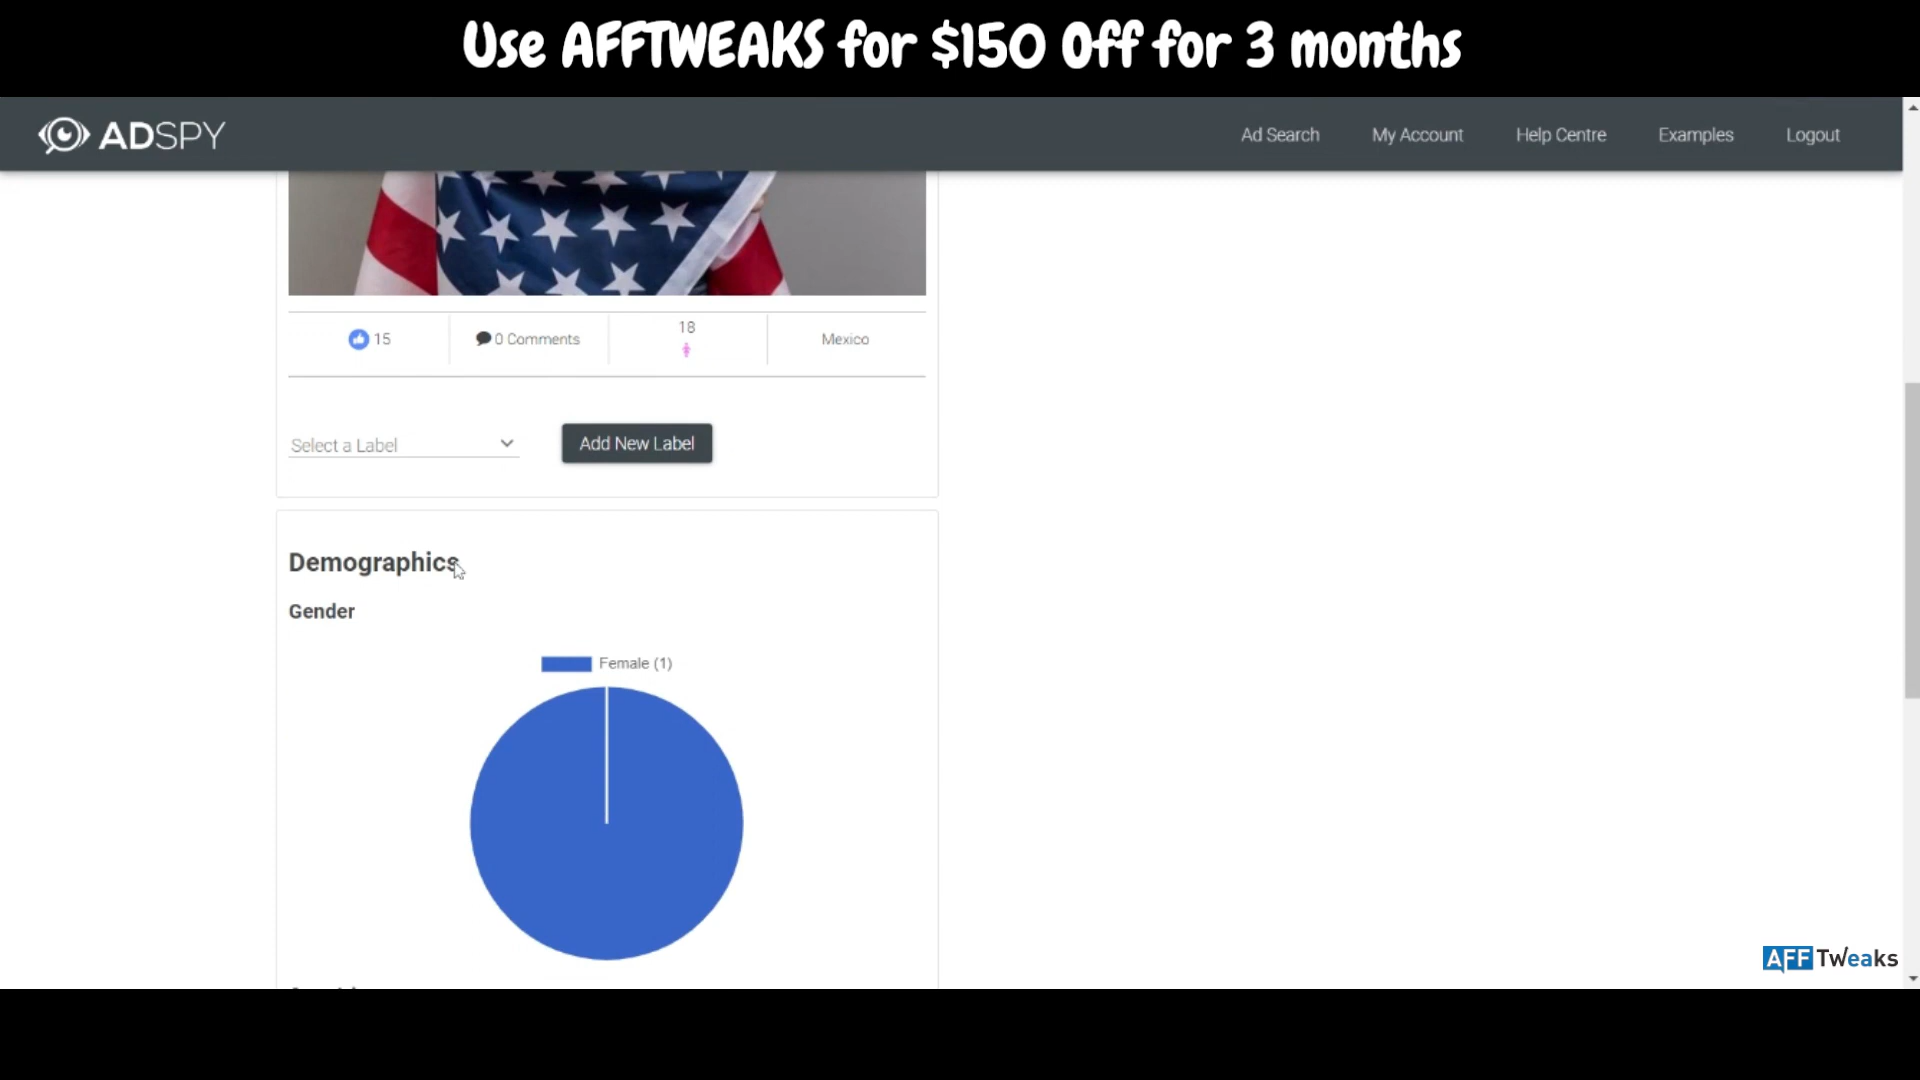 Use AFFTWEAKS for $150 Off for 3 months
ADSPY
Ad Search
My Account
Help Centre
Examples
Logout
15
0 Comments
18
Mexico
Select a Label
Add New Label
Demographics
Gender
Female (1)
AFF Tweaks